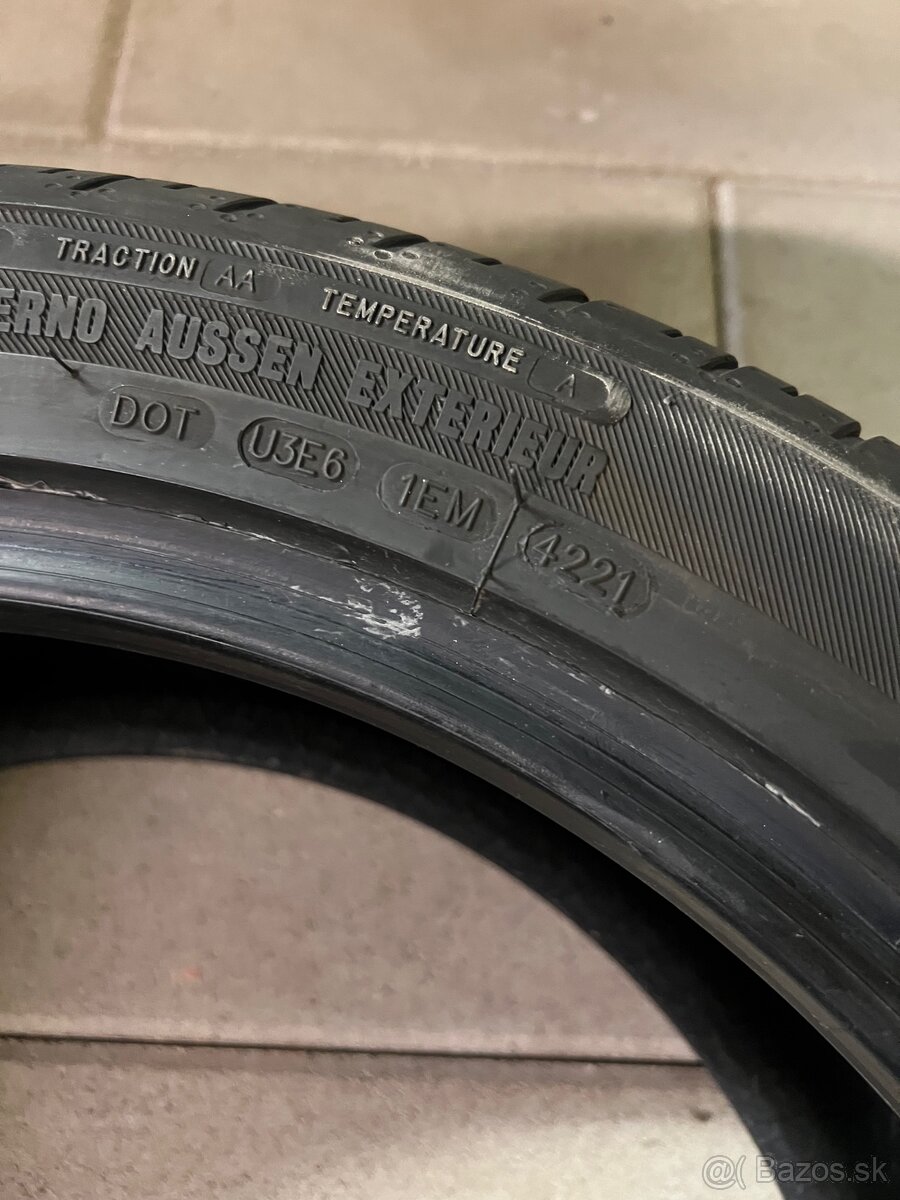 TRACTION AA TEMPERATURE A
ERNO AUSSEN EXTERIEUR
DOT U3E6 1EM 4221
@( Bazos.sk